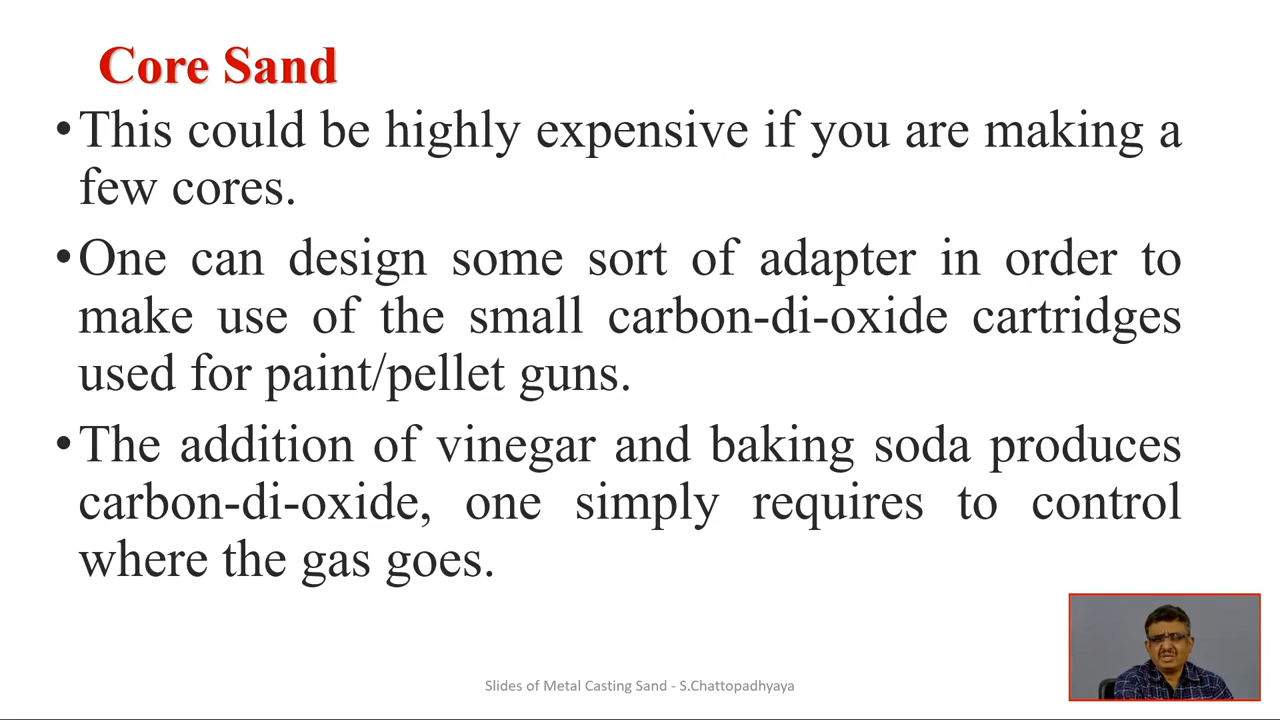 Core Sand
•This could be highly expensive if you are making a
few cores.
•One can design some sort of adapter in order to
make use of the small carbon-di-oxide cartridges
used for paint/pellet guns.
•The addition of vinegar and baking soda produces
carbon-di-oxide, one simply requires to control
where the gas goes.
Slides of Metal Casting Sand - S.Chattopadhyaya